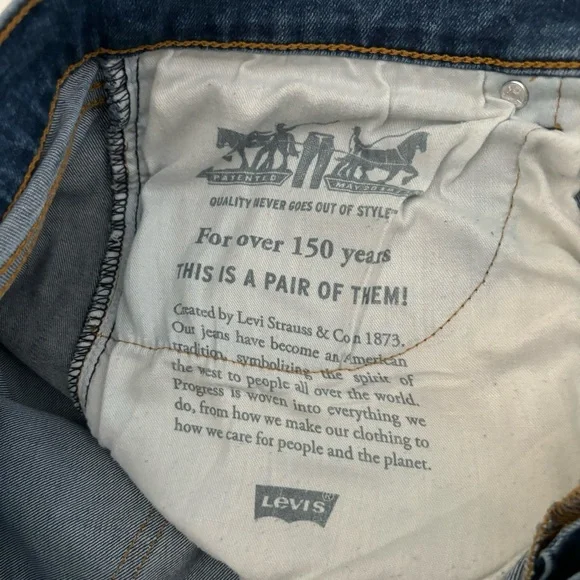 PATENTED
MAY 20 1873
QUALITY NEVER GOES OUT OF STYLE™
For over 150 years
THIS IS A PAIR OF THEM!
Created by Levi Strauss & Co in 1873.
Our jeans have become an American
tradition, symbolizing the spirit of
the west to people all over the world.
Progress is woven into everything we
do, from how we make our clothing to
how we care for people and the planet.
Levi's®